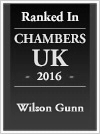 Ranked In
CHAMBERS
UK
- 2016 -
Wilson Gunn